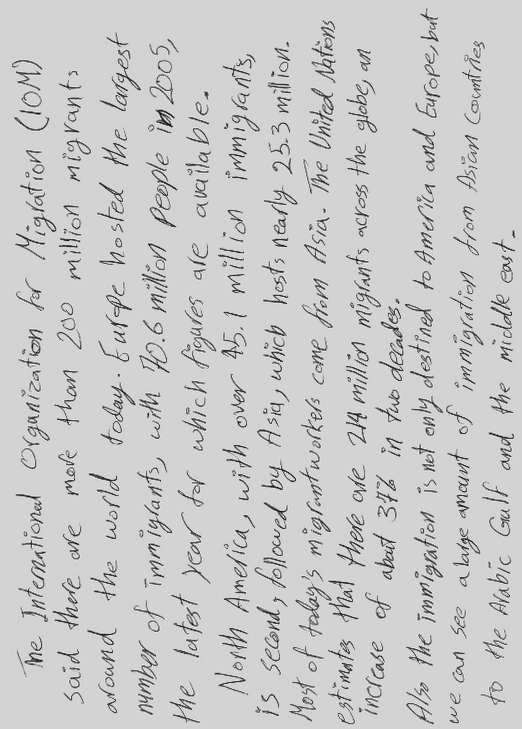 The International Organization for Migration (IOM)
said there are more than 200 million migrants
around the world today. Europe hosted the largest
number of immigrants, with 70.6 million people in 2005,
the latest year for which figures are available.
North America, with over 45.1 million immigrants,
is second, followed by Asia, which hosts nearly 25.3 million.
Most of today's migrant workers come from Asia. The United Nations
estimates that there are 214 million migrants across the globe, an
increase of about 37% in two decades.
Also the immigration is not only destined to America and Europe, but
we can see a large amount of immigration from Asian Countries
to the Arabic Gulf and the middle east.